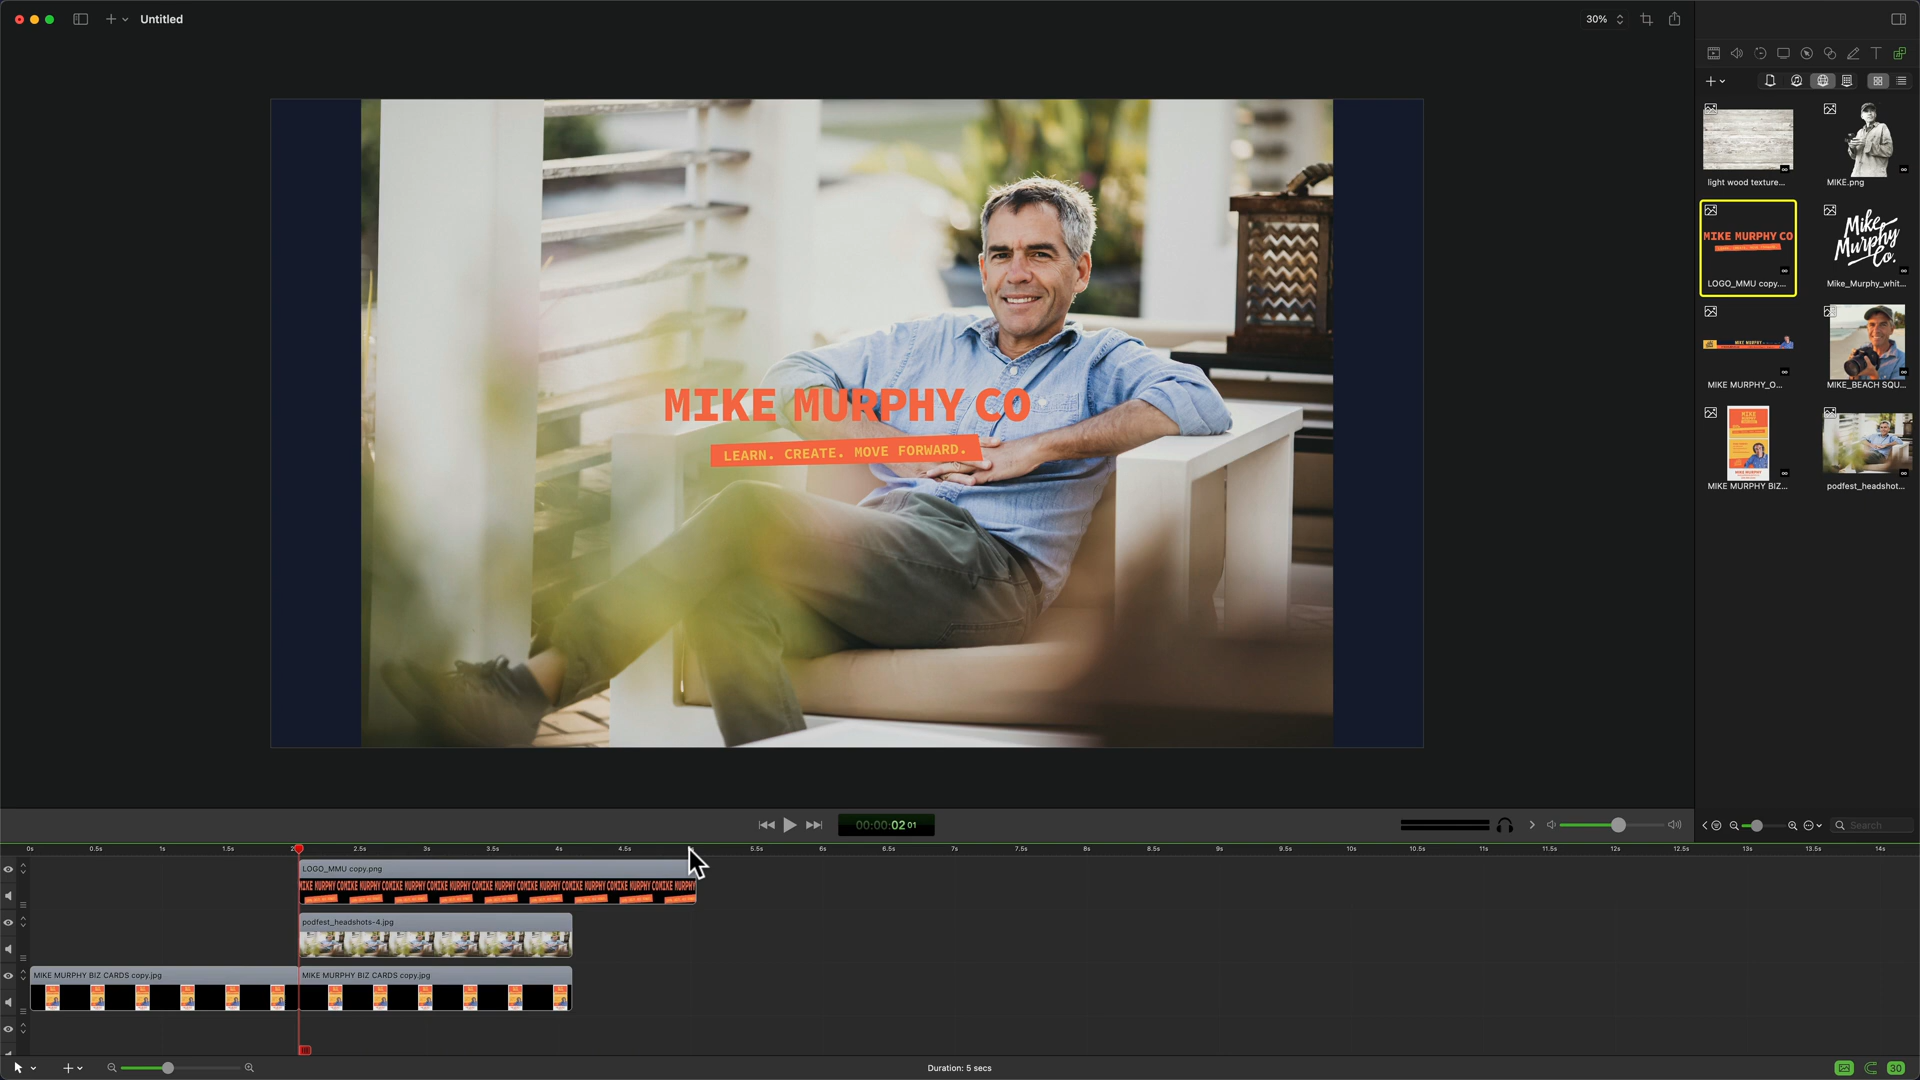 Untitled
30%
MIKE MURPHY CO
LEARN. CREATE. MOVE FORWARD.
light wood texture...
MIKE.png
MIKE MURPHY CO
Mike
Murphy
Co.
LOGO_MMU copy....
Mike_Murphy_whit...
MIKE MURPHY_O...
MIKE_BEACH SQU...
MIKE MURPHY BIZ...
podfest_headshot...
00:00:02 01
Search
0s 0.5s 1s 1.5s 2.5s 3s 3.5s 4s 4.5s 5.5s 6s 6.5s 7s 7.5s 8s 8.5s 9s 9.5s 10s 10.5s 11s 11.5s 12s 12.5s 13s 13.5s 14s
LOGO_MMU copy.png
podfest_headshots-4.jpg
MIKE MURPHY BIZ CARDS copy.jpg MIKE MURPHY BIZ CARDS copy.jpg
Duration: 5 secs
30